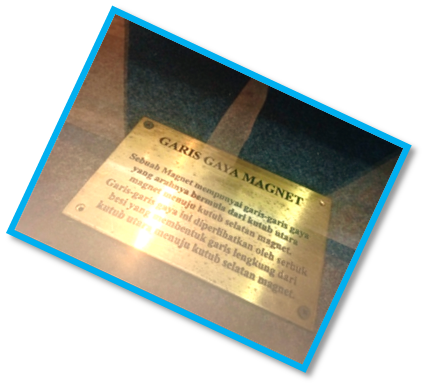 GARIS GAYA MAGNET
Sebuah Magnet mempunyai garis-garis gaya
yang arahnya bermula dari kutub utara
magnet menuju kutub selatan magnet.
Garis-garis gaya ini diperlihatkan oleh serbuk
besi yang membentuk garis lengkung dari
kutub utara menuju kutub selatan magnet.